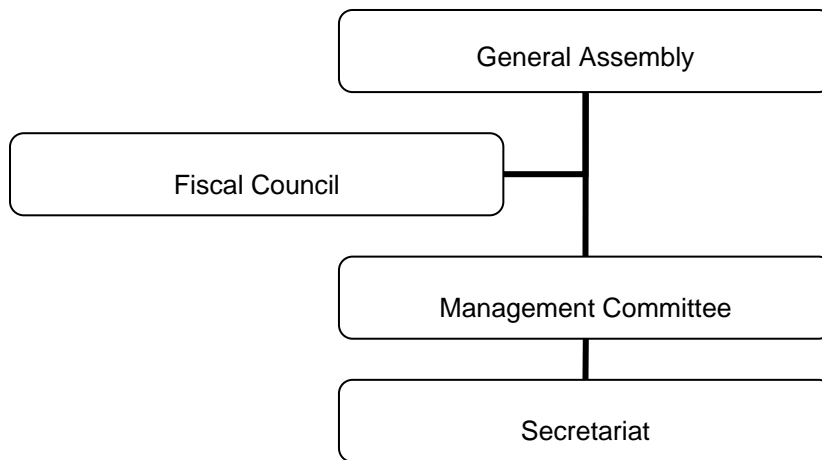 General Assembly
Fiscal Council
Management Committee
Secretariat